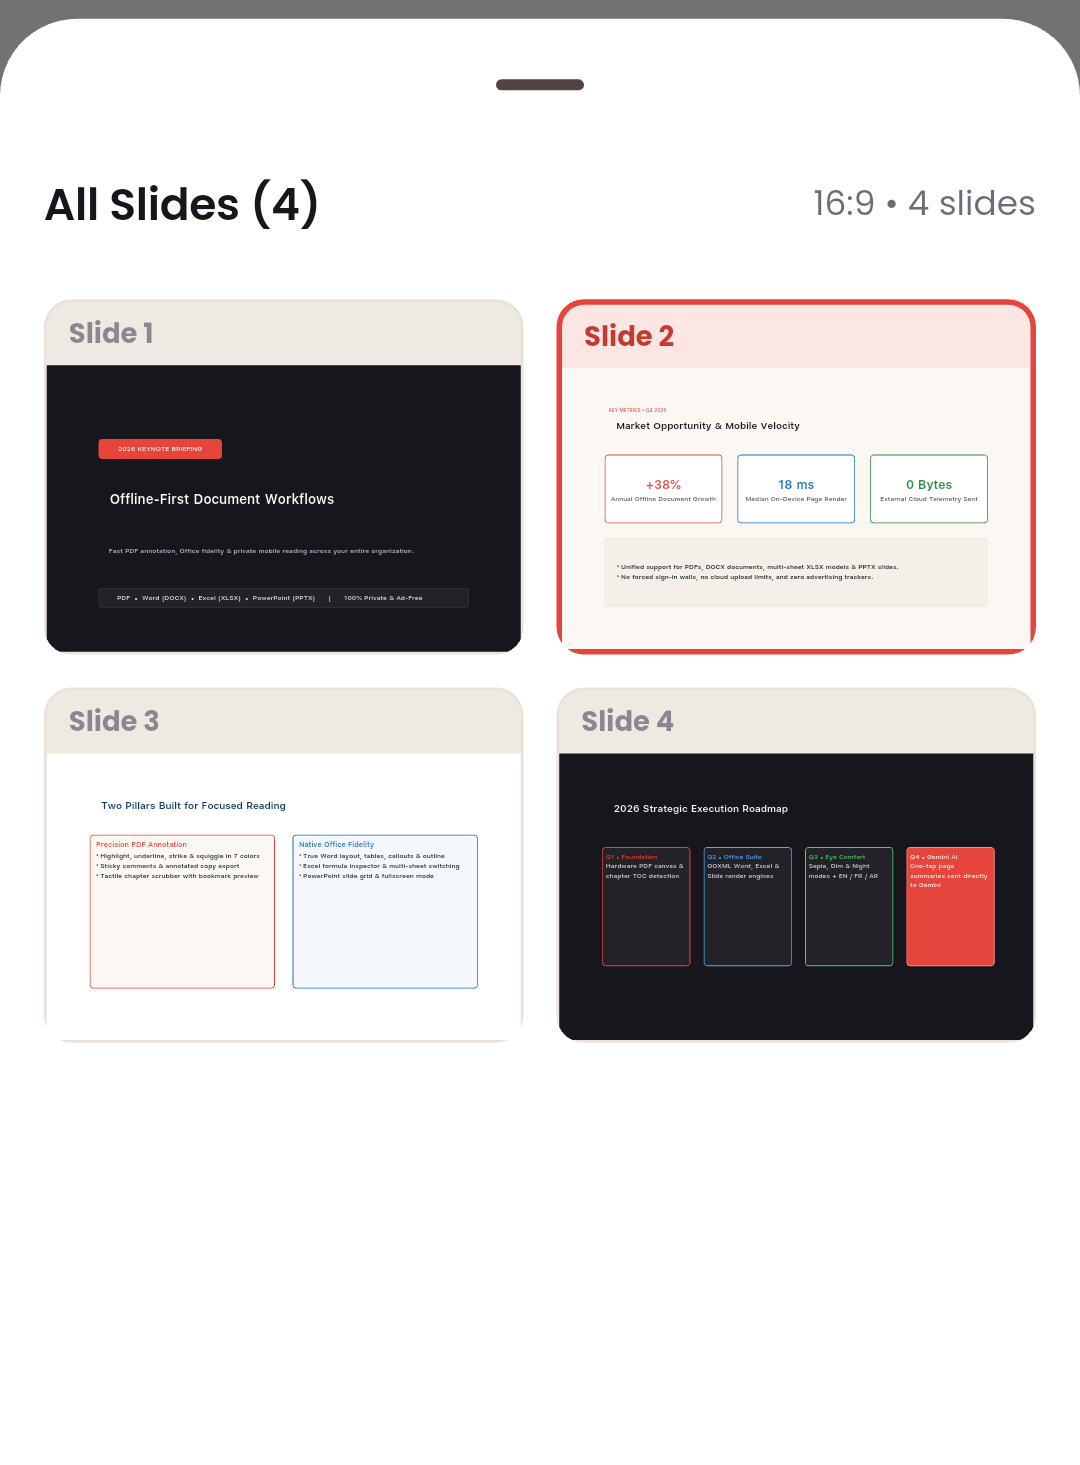 All Slides (4)
16:9 • 4 slides
Slide 1
2026 KEYNOTE BRIEFING
Offline-First Document Workflows
Fast PDF annotation, Office fidelity & private mobile reading across your entire organization.
PDF • Word (DOCX) • Excel (XLSX) • PowerPoint (PPTX) | 100% Private & Ad-Free
Slide 2
KEY METRICS • Q4 2026
Market Opportunity & Mobile Velocity
+38%
Annual Offline Document Growth
18 ms
Median On-Device Page Render
0 Bytes
External Cloud Telemetry Sent
• Unified support for PDFs, DOCX documents, multi-sheet XLSX models & PPTX slides.
• No forced sign-in walls, no cloud upload limits, and zero advertising trackers.
Slide 3
Two Pillars Built for Focused Reading
Precision PDF Annotation
• Highlight, underline, strike & squiggle in 7 colors
• Sticky comments & annotated copy export
• Tactile chapter scrubber with bookmark preview
Native Office Fidelity
• True Word layout, tables, callouts & outline
• Excel formula inspector & multi-sheet switching
• PowerPoint slide grid & fullscreen mode
Slide 4
2026 Strategic Execution Roadmap
Q1 • Foundation
Hardware PDF canvas &
chapter TOC detection
Q2 • Office Suite
OOXML Word, Excel &
Slide render engines
Q3 • Eye Comfort
Sepia, Dim & Night
modes + EN / FR / AR
Q4 • Gemini AI
One-tap page
summaries sent directly
to Gemini